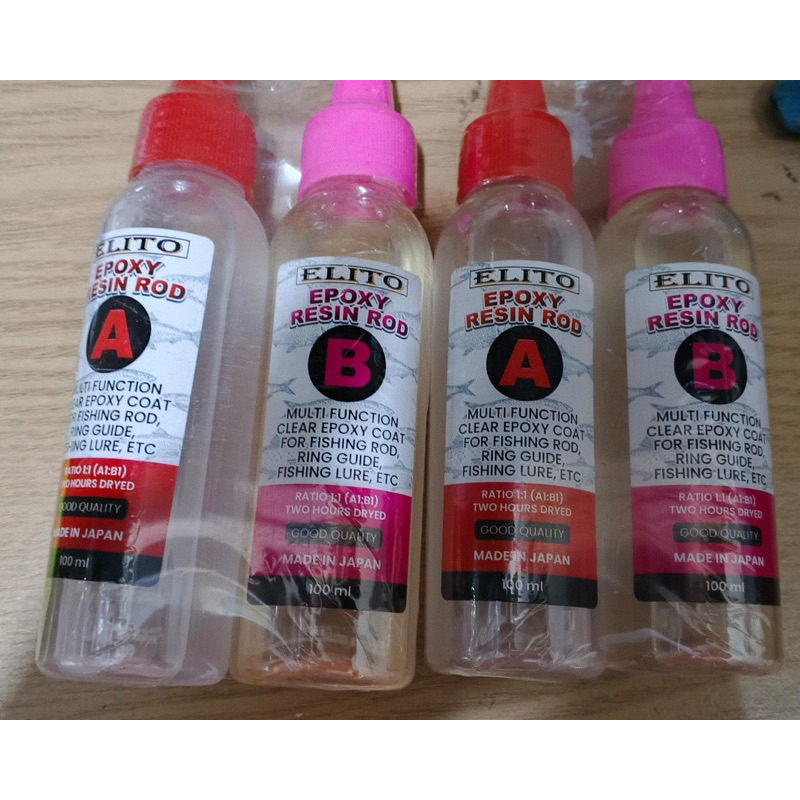 ELITO
EPOXY
RESIN ROD
A
MULTI FUNCTION
CLEAR EPOXY COAT
FOR FISHING ROD,
RING GUIDE,
FISHING LURE, ETC
RATIO 1:1 (A1:B1)
TWO HOURS DRYED
GOOD QUALITY
MADE IN JAPAN
100 ml
ELITO
EPOXY
RESIN ROD
B
MULTI FUNCTION
CLEAR EPOXY COAT
FOR FISHING ROD,
RING GUIDE,
FISHING LURE, ETC
RATIO 1:1 (A1:B1)
TWO HOURS DRYED
GOOD QUALITY
MADE IN JAPAN
100 ml
ELITO
EPOXY
RESIN ROD
A
MULTI FUNCTION
CLEAR EPOXY COAT
FOR FISHING ROD,
RING GUIDE,
FISHING LURE, ETC
RATIO 1:1 (A1:B1)
TWO HOURS DRYED
GOOD QUALITY
MADE IN JAPAN
100 ml
ELITO
EPOXY
RESIN ROD
B
MULTI FUNCTION
CLEAR EPOXY COAT
FOR FISHING ROD,
RING GUIDE,
FISHING LURE, ETC
RATIO 1:1 (A1:B1)
TWO HOURS DRYED
GOOD QUALITY
MADE IN JAPAN
100 ml